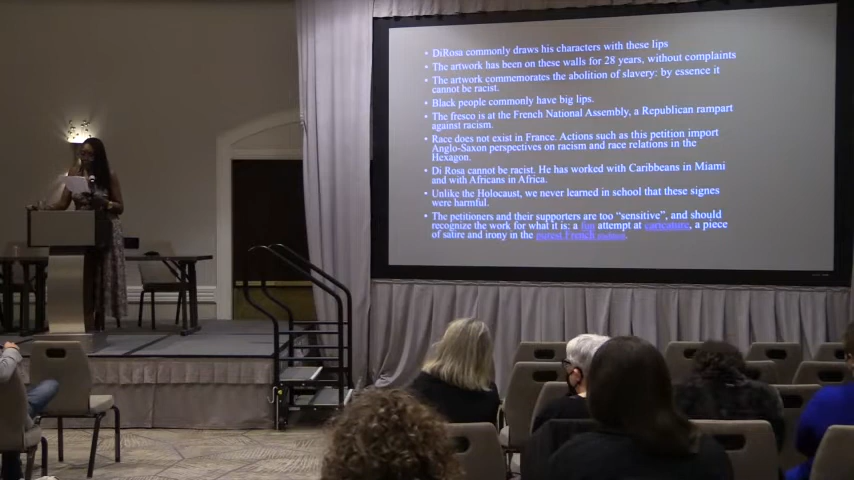 • DiRosa commonly draws his characters with these lips
• The artwork has been on these walls for 28 years, without complaints
• The artwork commemorates the abolition of slavery: by essence it
cannot be racist.
• Black people commonly have big lips.
• The fresco is at the French National Assembly, a Republican rampart
against racism.
• Race does not exist in France. Actions such as this petition import
Anglo-Saxon perspectives on racism and race relations in the
Hexagon.
• Di Rosa cannot be racist. He has worked with Caribbeans in Miami
and with Africans in Africa.
• Unlike the Holocaust, we never learned in school that these signes
were harmful.
• The petitioners and their supporters are too “sensitive”, and should
recognize the work for what it is: a fun attempt at caricature, a piece
of satire and irony in the purest French tradition.